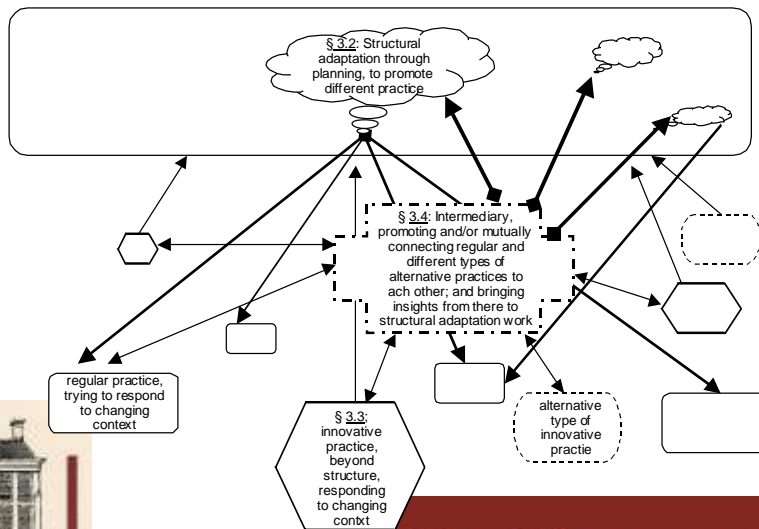 § 3.2: Structural
adaptation through
planning, to promote
different practice
§ 3.4: Intermediary,
promoting and/or mutually
connecting regular and
different types of
alternative practices to
ach other; and bringing
insights from there to
structural adaptation work
regular practice,
trying to respond
to changing
context
§ 3.3:
innovative
practice,
beyond
structure,
responding
to changing
contxt
alternative
type of
innovative
practie